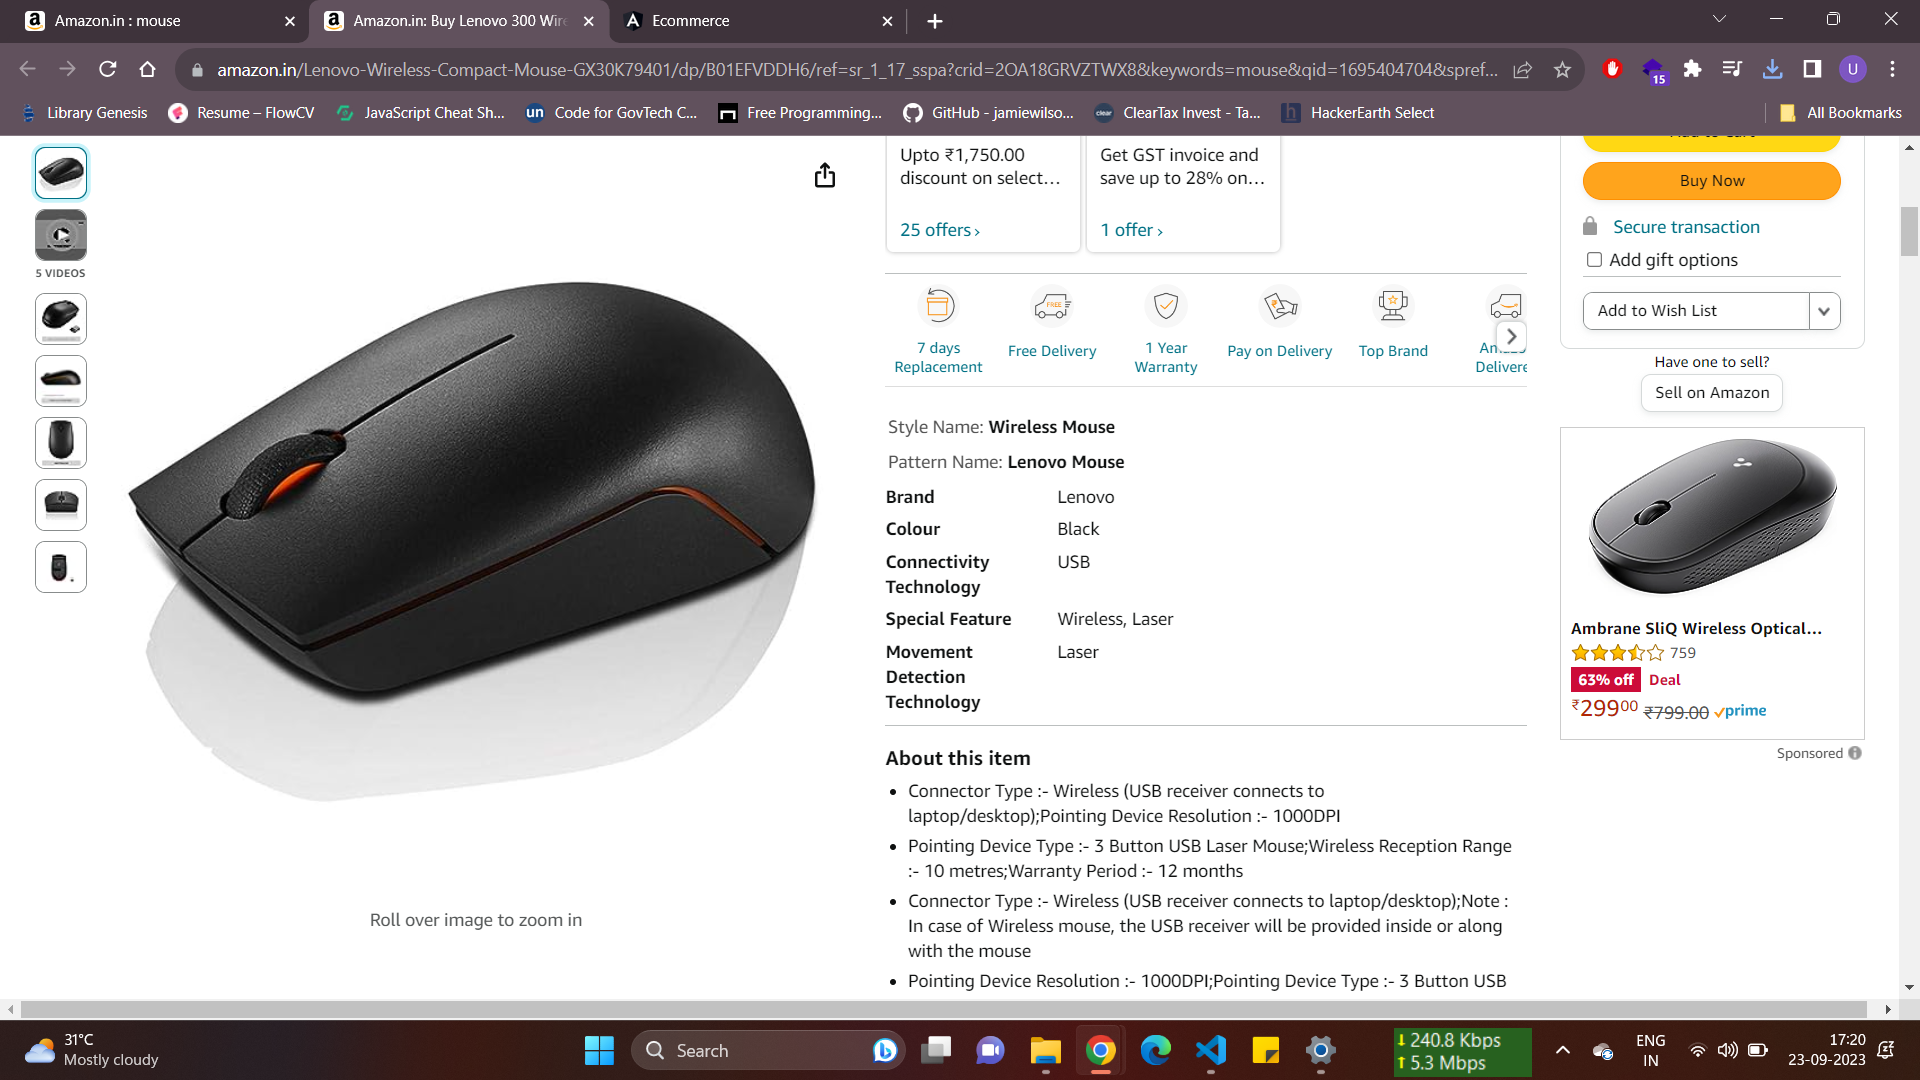 Amazon.in : mouse
Amazon.in: Buy Lenovo 300 Wire
Ecommerce
amazon.in/Lenovo-Wireless-Compact-Mouse-GX30K79401/dp/B01EFVDDH6/ref=sr_1_17_sspa?crid=2OA18GRVZTWX8&keywords=mouse&qid=1695404704&spref...
15
U
Library Genesis
Resume – FlowCV
JavaScript Cheat Sh...
un
Code for GovTech C...
Free Programming...
GitHub - jamiewilso...
clear
ClearTax Invest - Ta...
h
HackerEarth Select
All Bookmarks
5 VIDEOS
Roll over image to zoom in
Upto ₹1,750.00
discount on select…
25 offers ›
Get GST invoice and
save up to 28% on…
1 offer ›
7 days
Replacement
FREE
Free Delivery
1 Year
Warranty
Pay on Delivery
Top Brand
Delivere
Style Name: Wireless Mouse
Pattern Name: Lenovo Mouse
Brand Lenovo
Colour Black
Connectivity USB
Technology
Special Feature Wireless, Laser
Movement Laser
Detection
Technology
About this item
• Connector Type :- Wireless (USB receiver connects to
laptop/desktop);Pointing Device Resolution :- 1000DPI
• Pointing Device Type :- 3 Button USB Laser Mouse;Wireless Reception Range
:- 10 metres;Warranty Period :- 12 months
• Connector Type :- Wireless (USB receiver connects to laptop/desktop);Note :
In case of Wireless mouse, the USB receiver will be provided inside or along
with the mouse
• Pointing Device Resolution :- 1000DPI;Pointing Device Type :- 3 Button USB
Add to Cart
Buy Now
Secure transaction
Add gift options
Add to Wish List
Have one to sell?
Sell on Amazon
Ambrane SliQ Wireless Optical…
759
63% off Deal
₹29900 ₹799.00 prime
Sponsored
31°C
Mostly cloudy
Search
240.8 Kbps
5.3 Mbps
ENG
IN
17:20
23-09-2023